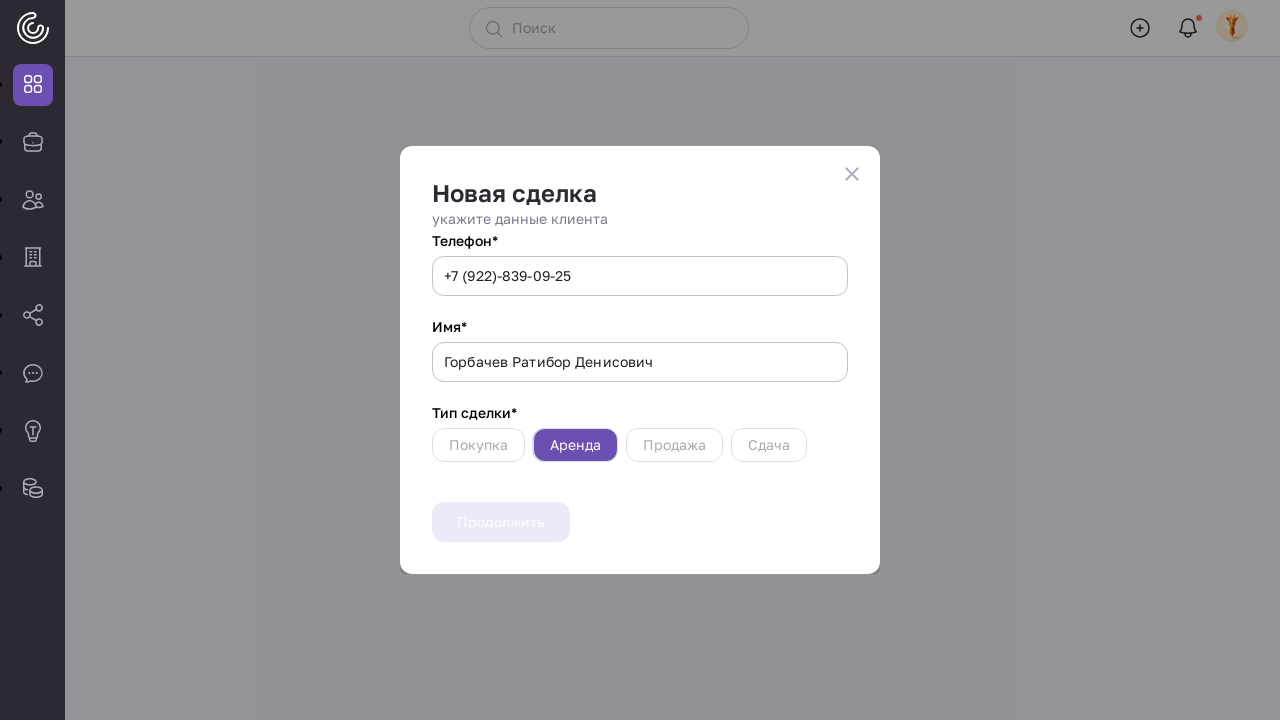 Поиск
Новая сделка
укажите данные клиента
Телефон*
+7 (922)-839-09-25
Имя*
Горбачев Ратибор Денисович
Тип сделки*
Покупка Аренда Продажа Сдача
Продолжить